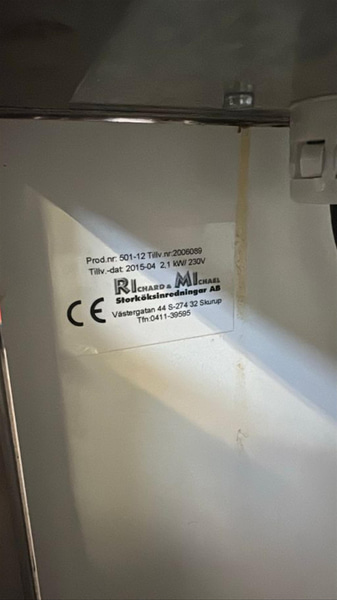 Prod.nr: 501-12 Tillv.nr:2006089
Tillv.-dat: 2015-04 2,1 kW/ 230V
RICHARD & MICHAEL
Storköksinredningar AB
CE
Västergatan 44 S-274 32 Skurup
Tfn:0411-39595